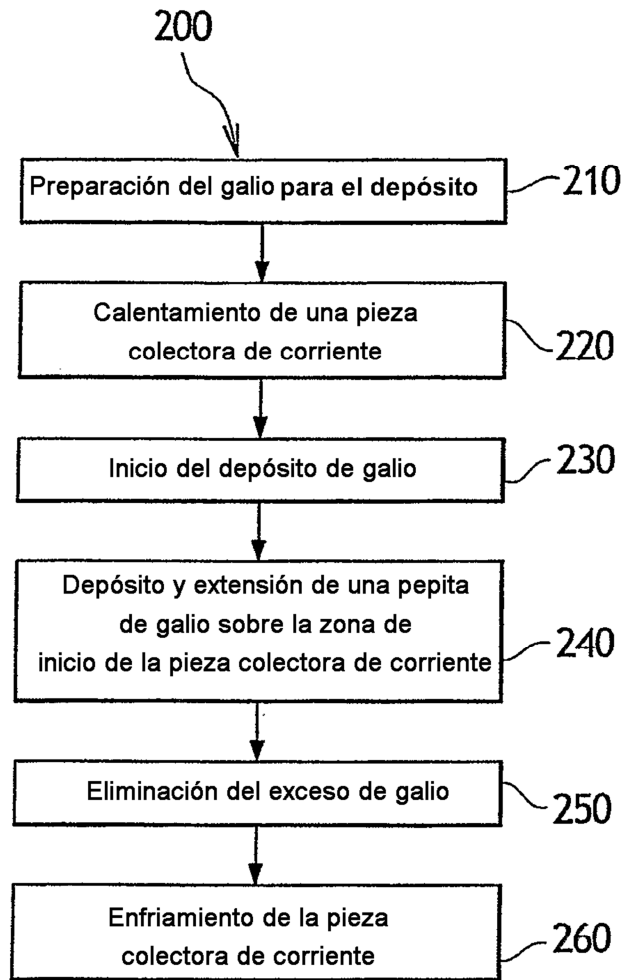 200
Preparación del galio para el depósito
210
Calentamiento de una pieza
colectora de corriente
220
Inicio del depósito de galio
230
Depósito y extensión de una pepita
de galio sobre la zona de
inicio de la pieza colectora de corriente
240
Eliminación del exceso de galio
250
Enfriamiento de la pieza
colectora de corriente
260